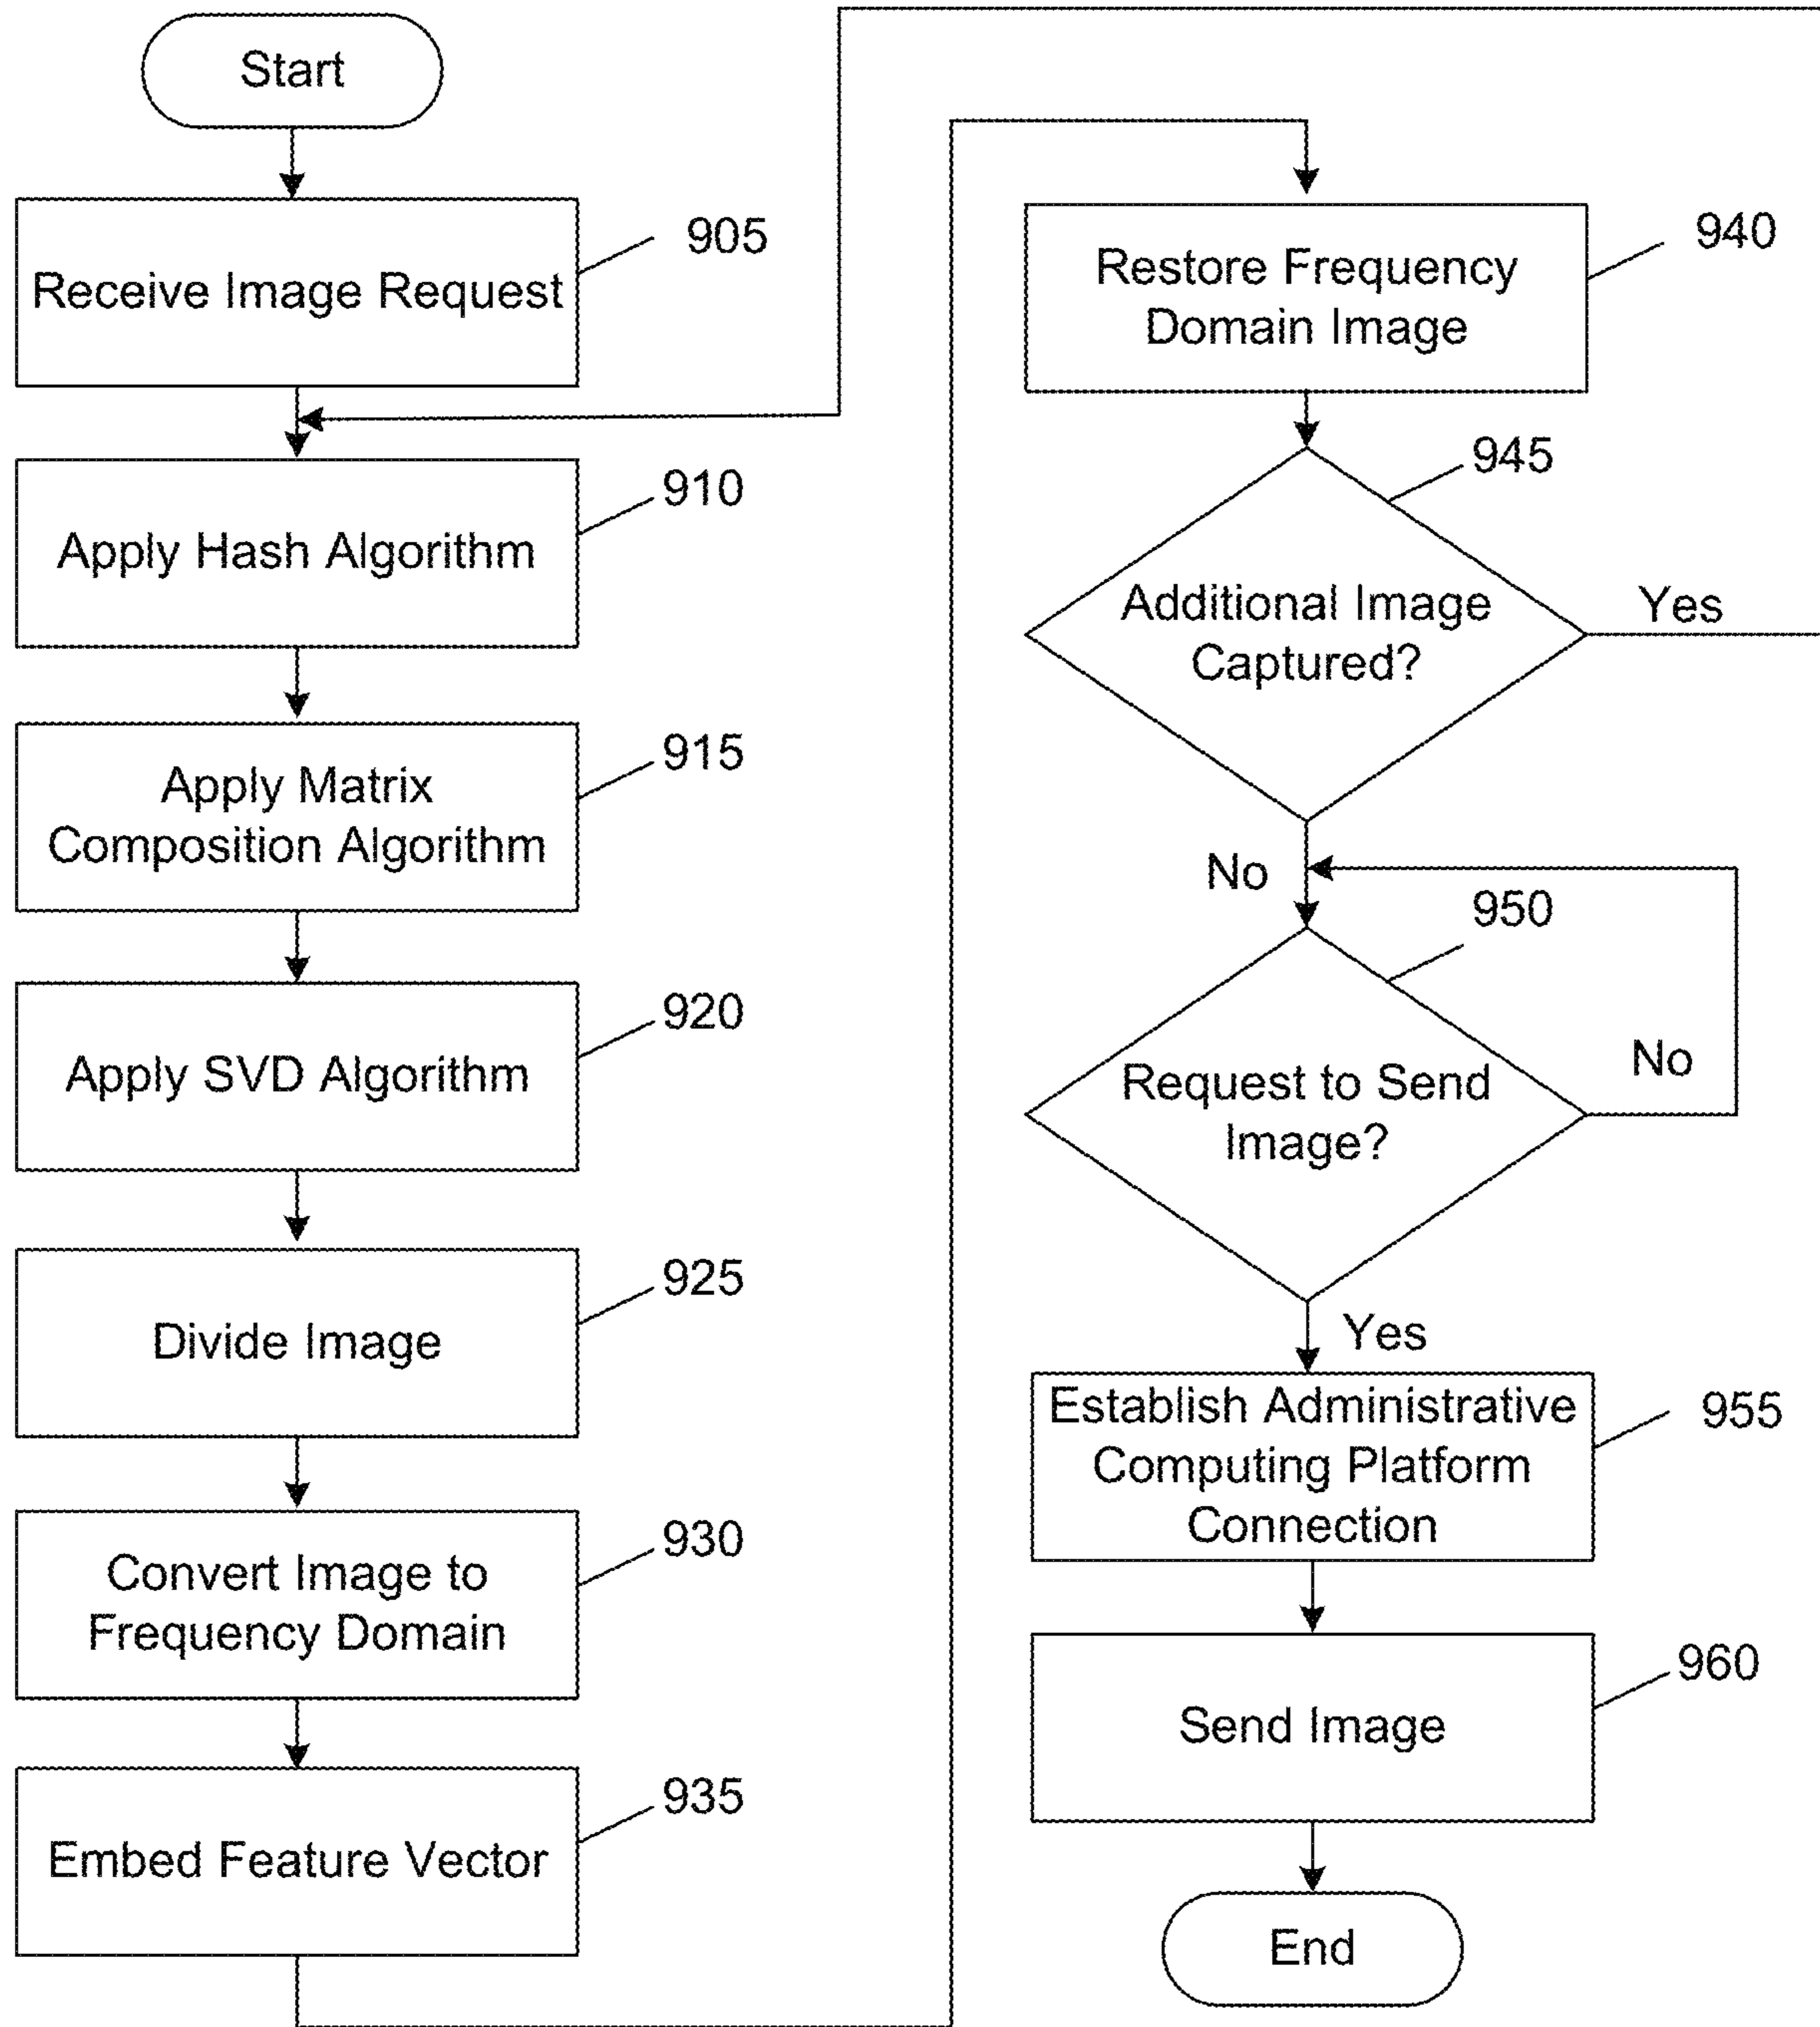 Start
Receive Image Request
905
Apply Hash Algorithm
910
Apply Matrix
Composition Algorithm
915
Apply SVD Algorithm
920
Divide Image
925
Convert Image to
Frequency Domain
930
Embed Feature Vector
935
Restore Frequency
Domain Image
940
Additional Image
Captured?
945
Yes
No
Request to Send
Image?
950
No
Yes
Establish Administrative
Computing Platform
Connection
955
Send Image
960
End